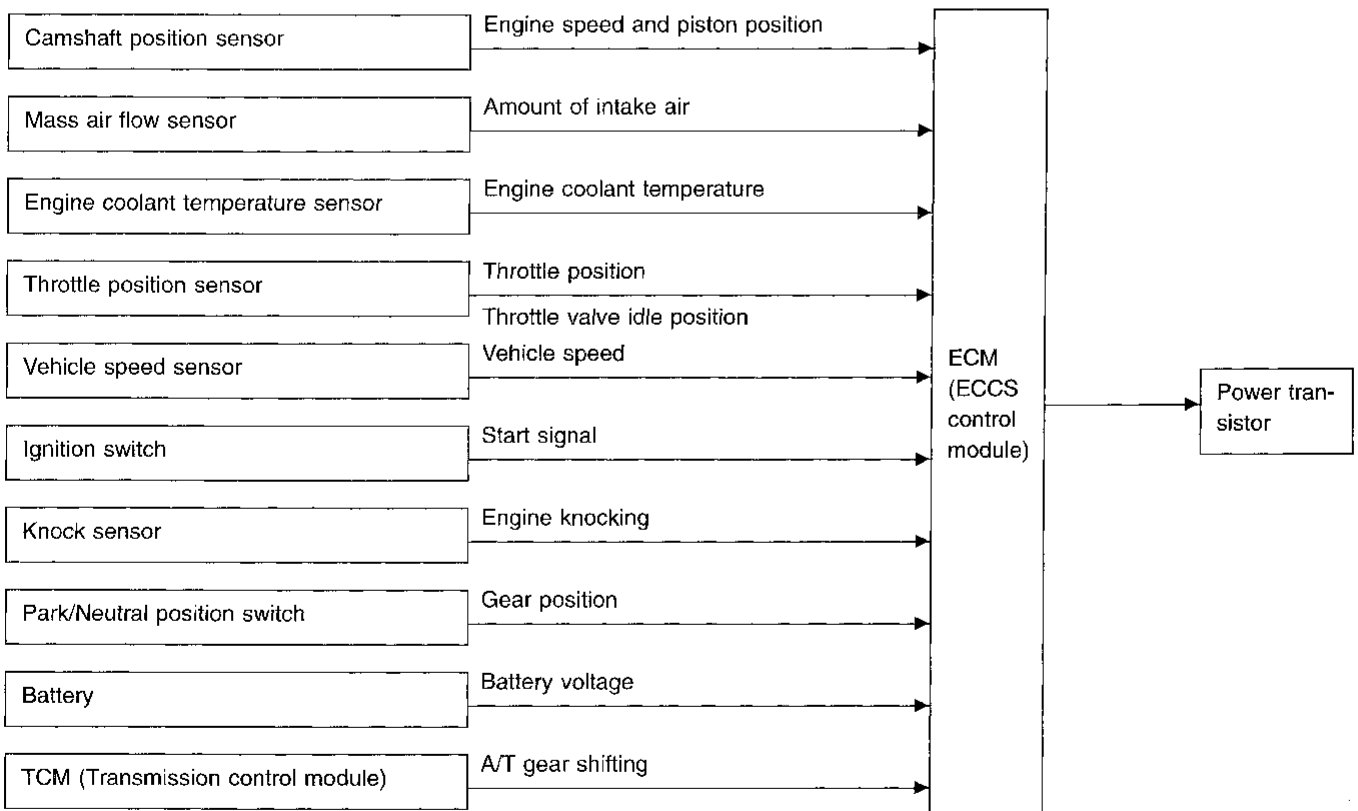 Camshaft position sensor
Engine speed and piston position
Mass air flow sensor
Amount of intake air
Engine coolant temperature sensor
Engine coolant temperature
Throttle position sensor
Throttle position
Throttle valve idle position
Vehicle speed sensor
Vehicle speed
Ignition switch
Start signal
Knock sensor
Engine knocking
Park/Neutral position switch
Gear position
Battery
Battery voltage
TCM (Transmission control module)
A/T gear shifting
ECM
(ECCS
control
module)
Power tran-
sistor